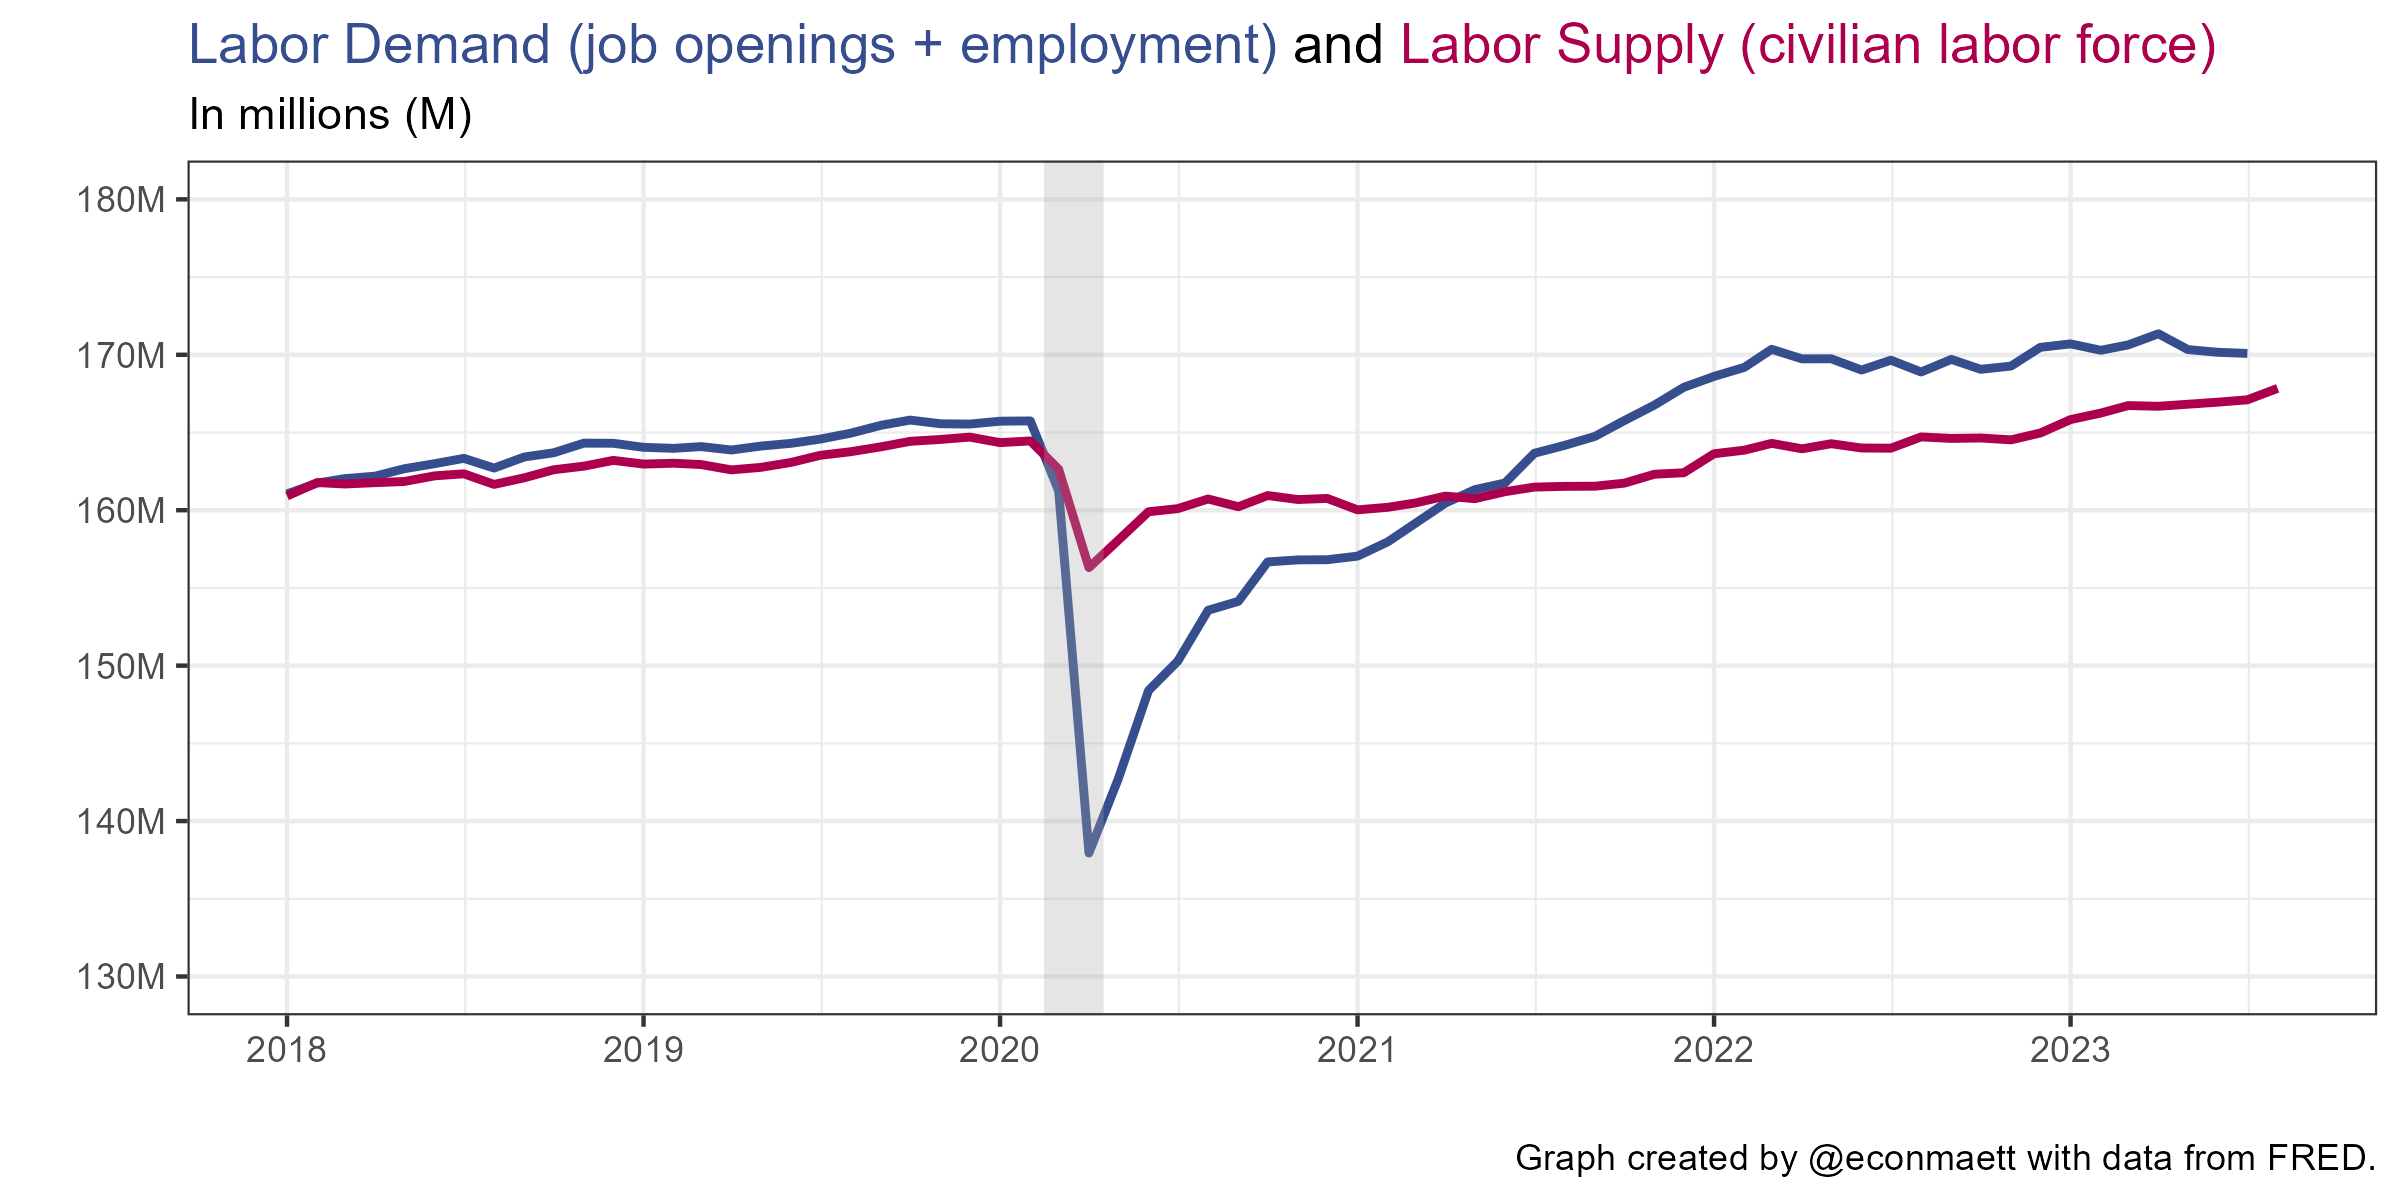 Labor Demand (job openings + employment) and Labor Supply (civilian labor force)
In millions (M)
180M
170M
160M
150M
140M
130M
2018 2019 2020 2021 2022 2023
Graph created by @econmaett with data from FRED.